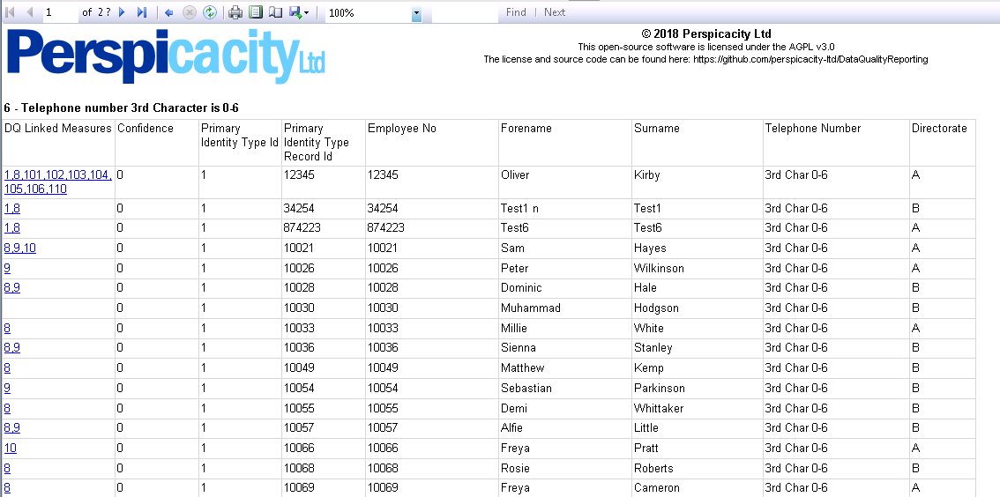 1 of 2 ? 100% Find | Next
Perspicacity Ltd
© 2018 Perspicacity Ltd
This open-source software is licensed under the AGPL v3.0
The license and source code can be found here: https://github.com/perspicacity-ltd/DataQualityReporting
6 - Telephone number 3rd Character is 0-6
DQ Linked Measures Confidence Primary Identity Type Id Primary Identity Type Record Id Employee No Forename Surname Telephone Number Directorate
1,8,101,102,103,104,105,106,110 0 1 12345 12345 Oliver Kirby 3rd Char 0-6 A
1,8 0 1 34254 34254 Test1 n Test1 3rd Char 0-6 B
1,8 0 1 874223 874223 Test6 Test6 3rd Char 0-6 A
8,9,10 0 1 10021 10021 Sam Hayes 3rd Char 0-6 A
9 0 1 10026 10026 Peter Wilkinson 3rd Char 0-6 A
8,9 0 1 10028 10028 Dominic Hale 3rd Char 0-6 B
0 1 10030 10030 Muhammad Hodgson 3rd Char 0-6 B
8 0 1 10033 10033 Millie White 3rd Char 0-6 A
8,9 0 1 10036 10036 Sienna Stanley 3rd Char 0-6 B
8 0 1 10049 10049 Matthew Kemp 3rd Char 0-6 B
9 0 1 10054 10054 Sebastian Parkinson 3rd Char 0-6 B
8 0 1 10055 10055 Demi Whittaker 3rd Char 0-6 B
8,9 0 1 10057 10057 Alfie Little 3rd Char 0-6 B
10 0 1 10066 10066 Freya Pratt 3rd Char 0-6 A
8 0 1 10068 10068 Rosie Roberts 3rd Char 0-6 B
8 0 1 10069 10069 Freya Cameron 3rd Char 0-6 A